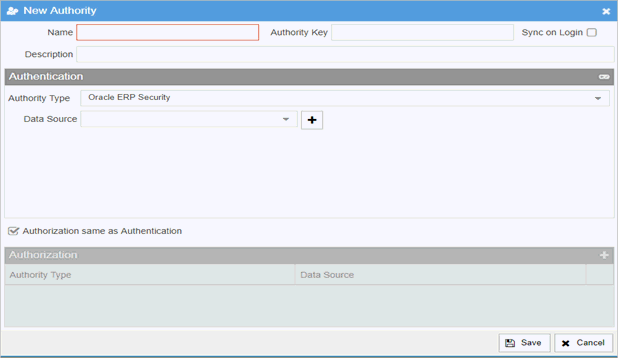 New Authority
Name Authority Key Sync on Login
Description
Authentication
Authority Type Oracle ERP Security
Data Source
Authorization same as Authentication
Authorization
Authority Type Data Source
Save Cancel